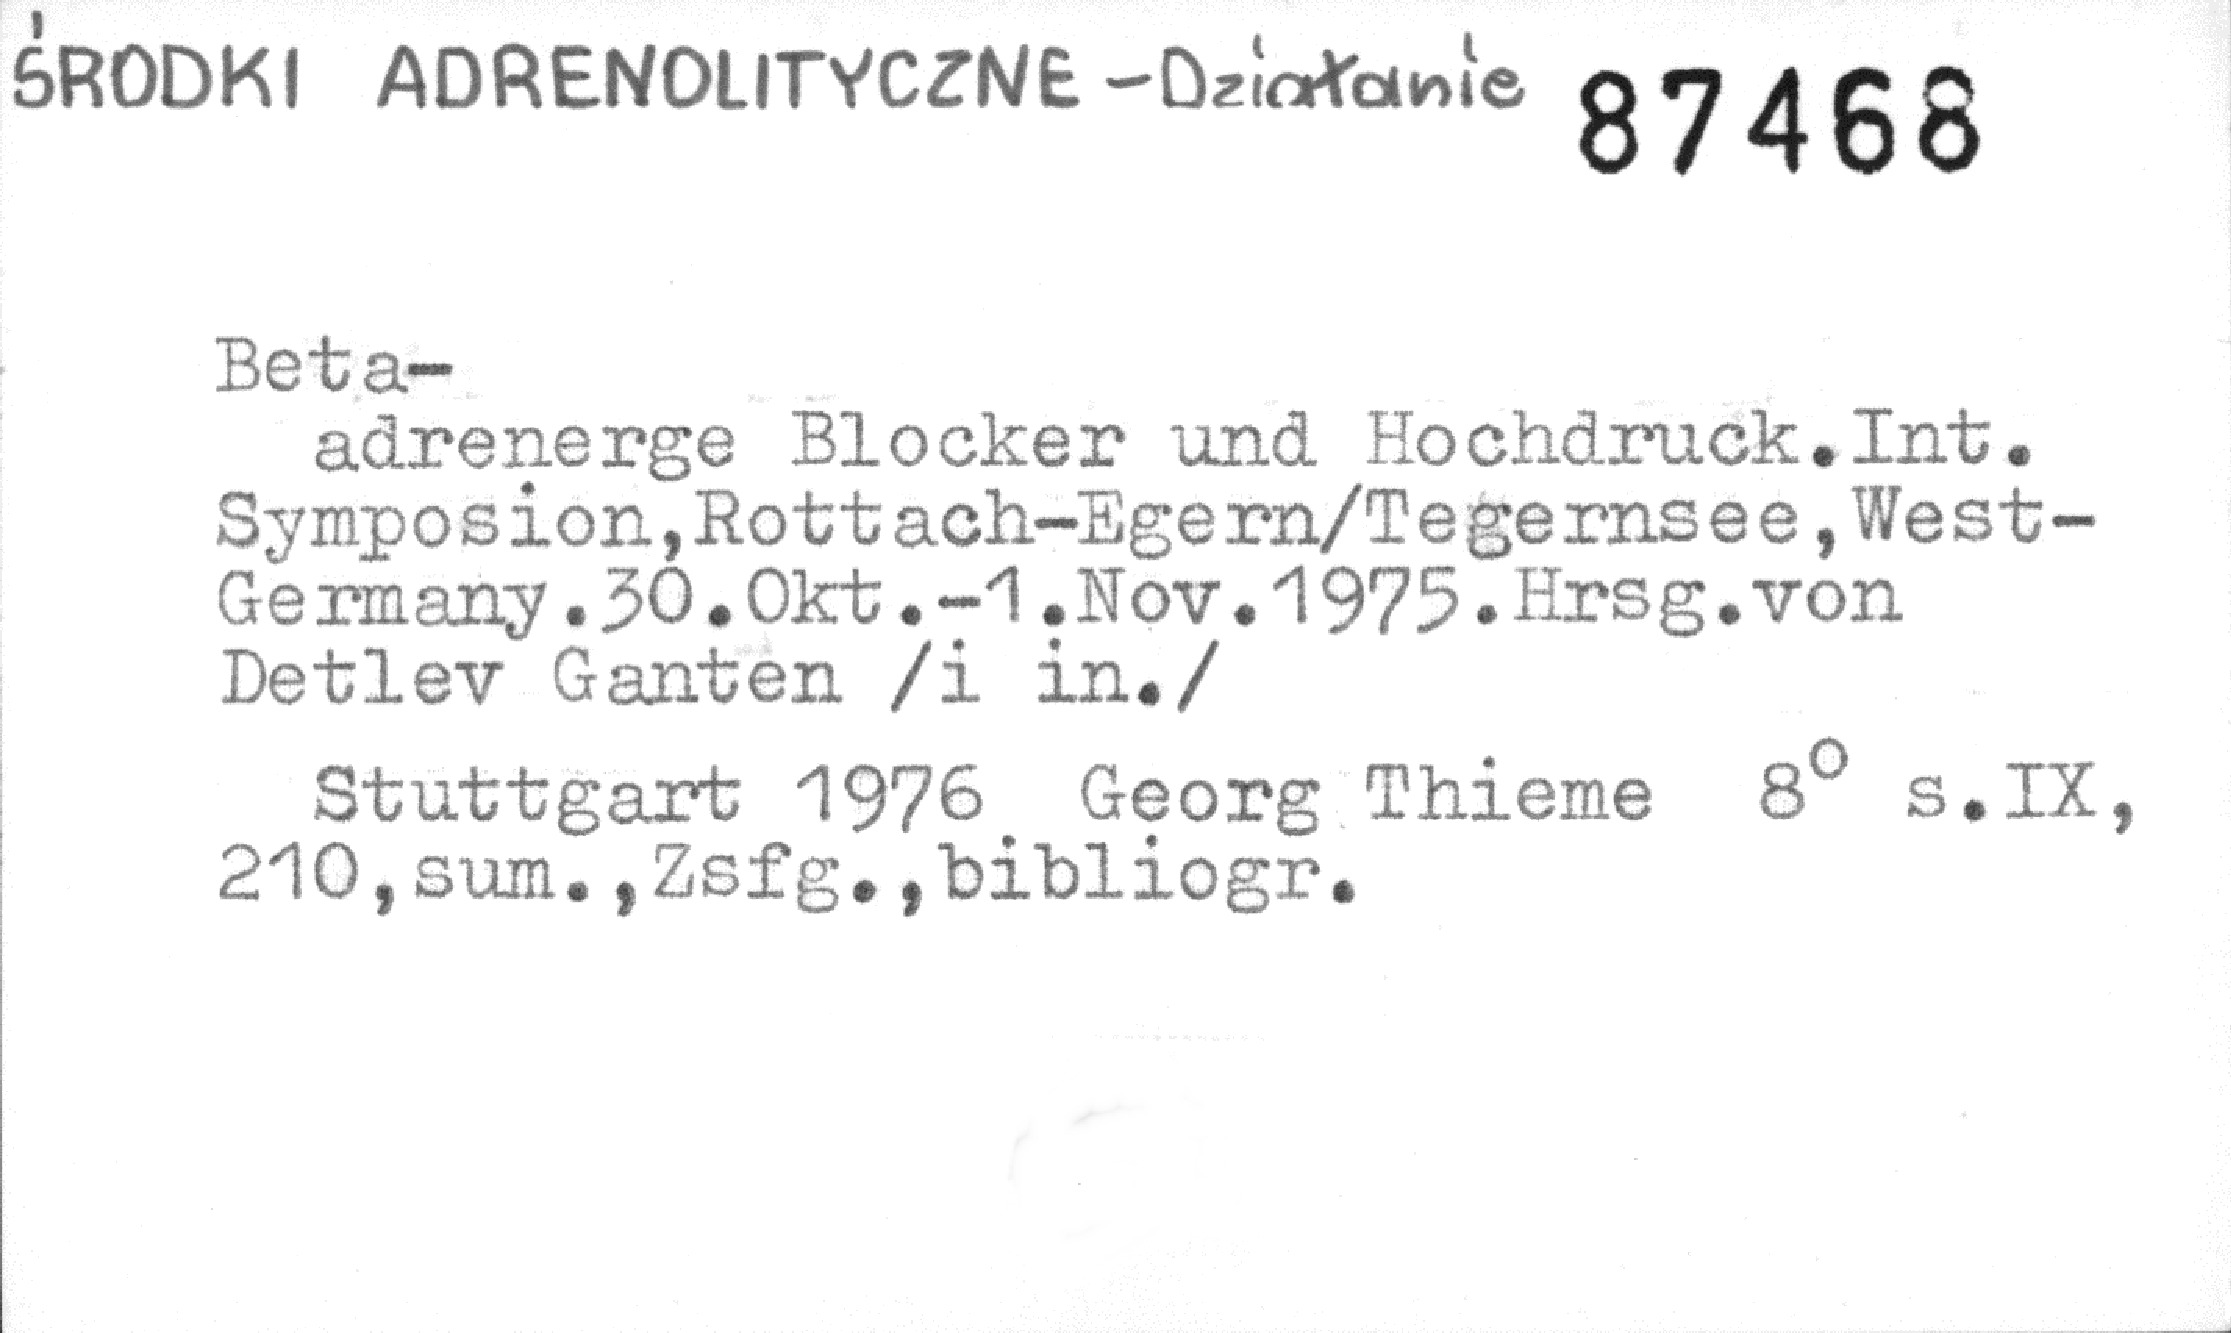 ŚRODKI ADRENOLITYCZNE - Działanie 87468
Beta-
adrenerge Blocker und Hochdruck.Int.
Symposion,Rottach-Egern/Tegernsee,West-
Germany.30.Okt.-1.Nov.1975.Hrsg.von
Detlev Ganten /i in./
Stuttgart 1976 Georg Thieme 8° s.IX,
210,sum.,Zsfg.,bibliogr.